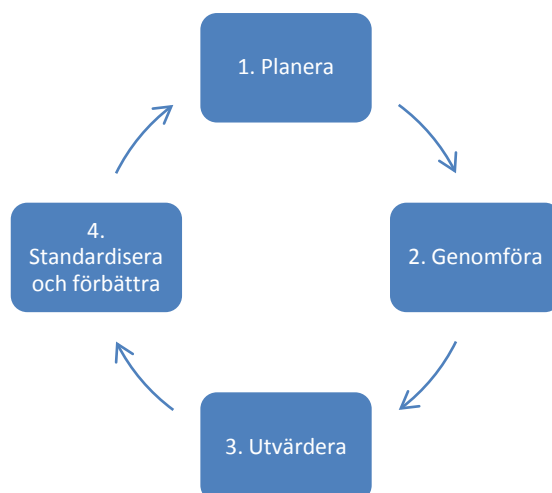 1. Planera
2. Genomföra
3. Utvärdera
4.
Standardisera
och förbättra